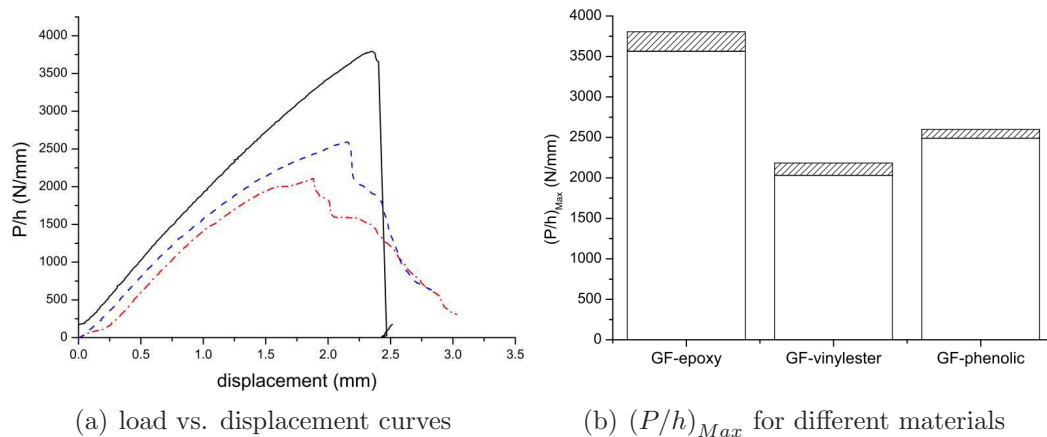 4000
3500
3000
2500
2000
1500
1000
500
0
P/h (N/mm)
0.0 0.5 1.0 1.5 2.0 2.5 3.0 3.5
displacement (mm)
(a) load vs. displacement curves
4000
3500
3000
2500
2000
1500
1000
500
0
(P/h)Max (N/mm)
GF-epoxy GF-vinylester GF-phenolic
(b) (P/h)Max for different materials